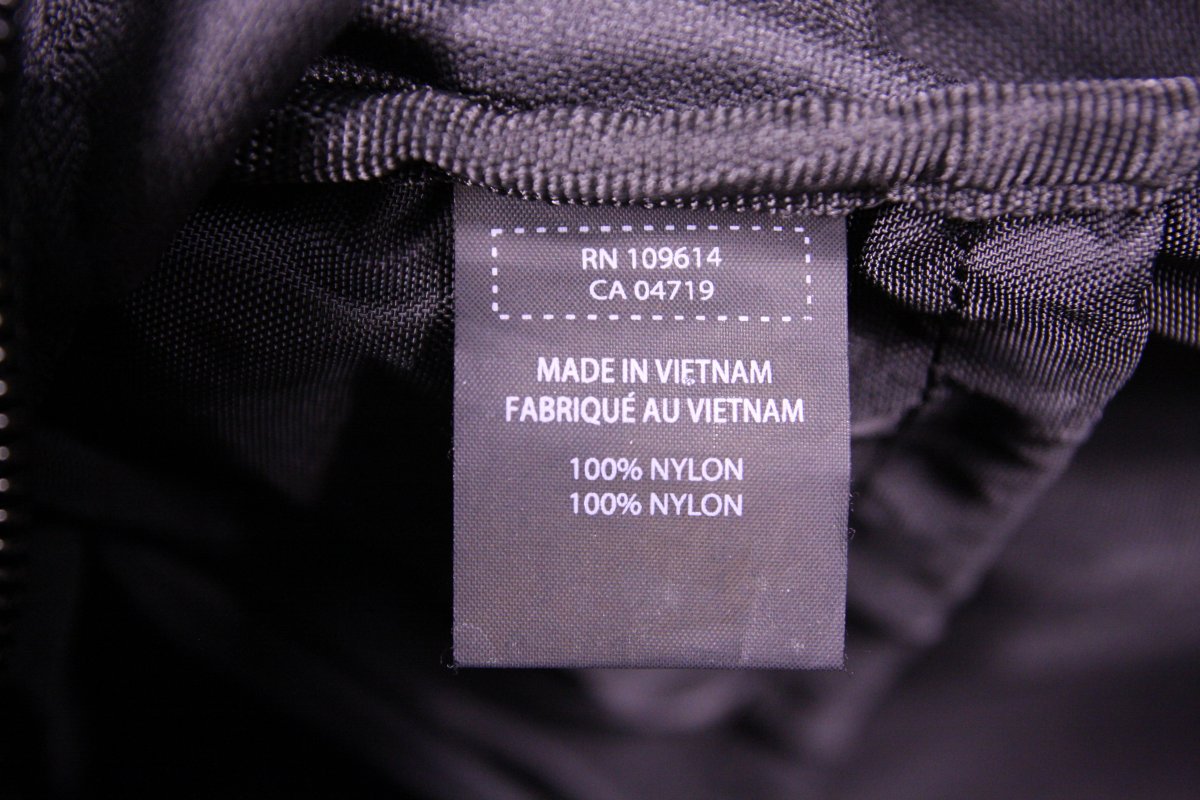 RN 109614
CA 04719
MADE IN VIETNAM
FABRIQUÉ AU VIETNAM
100% NYLON
100% NYLON